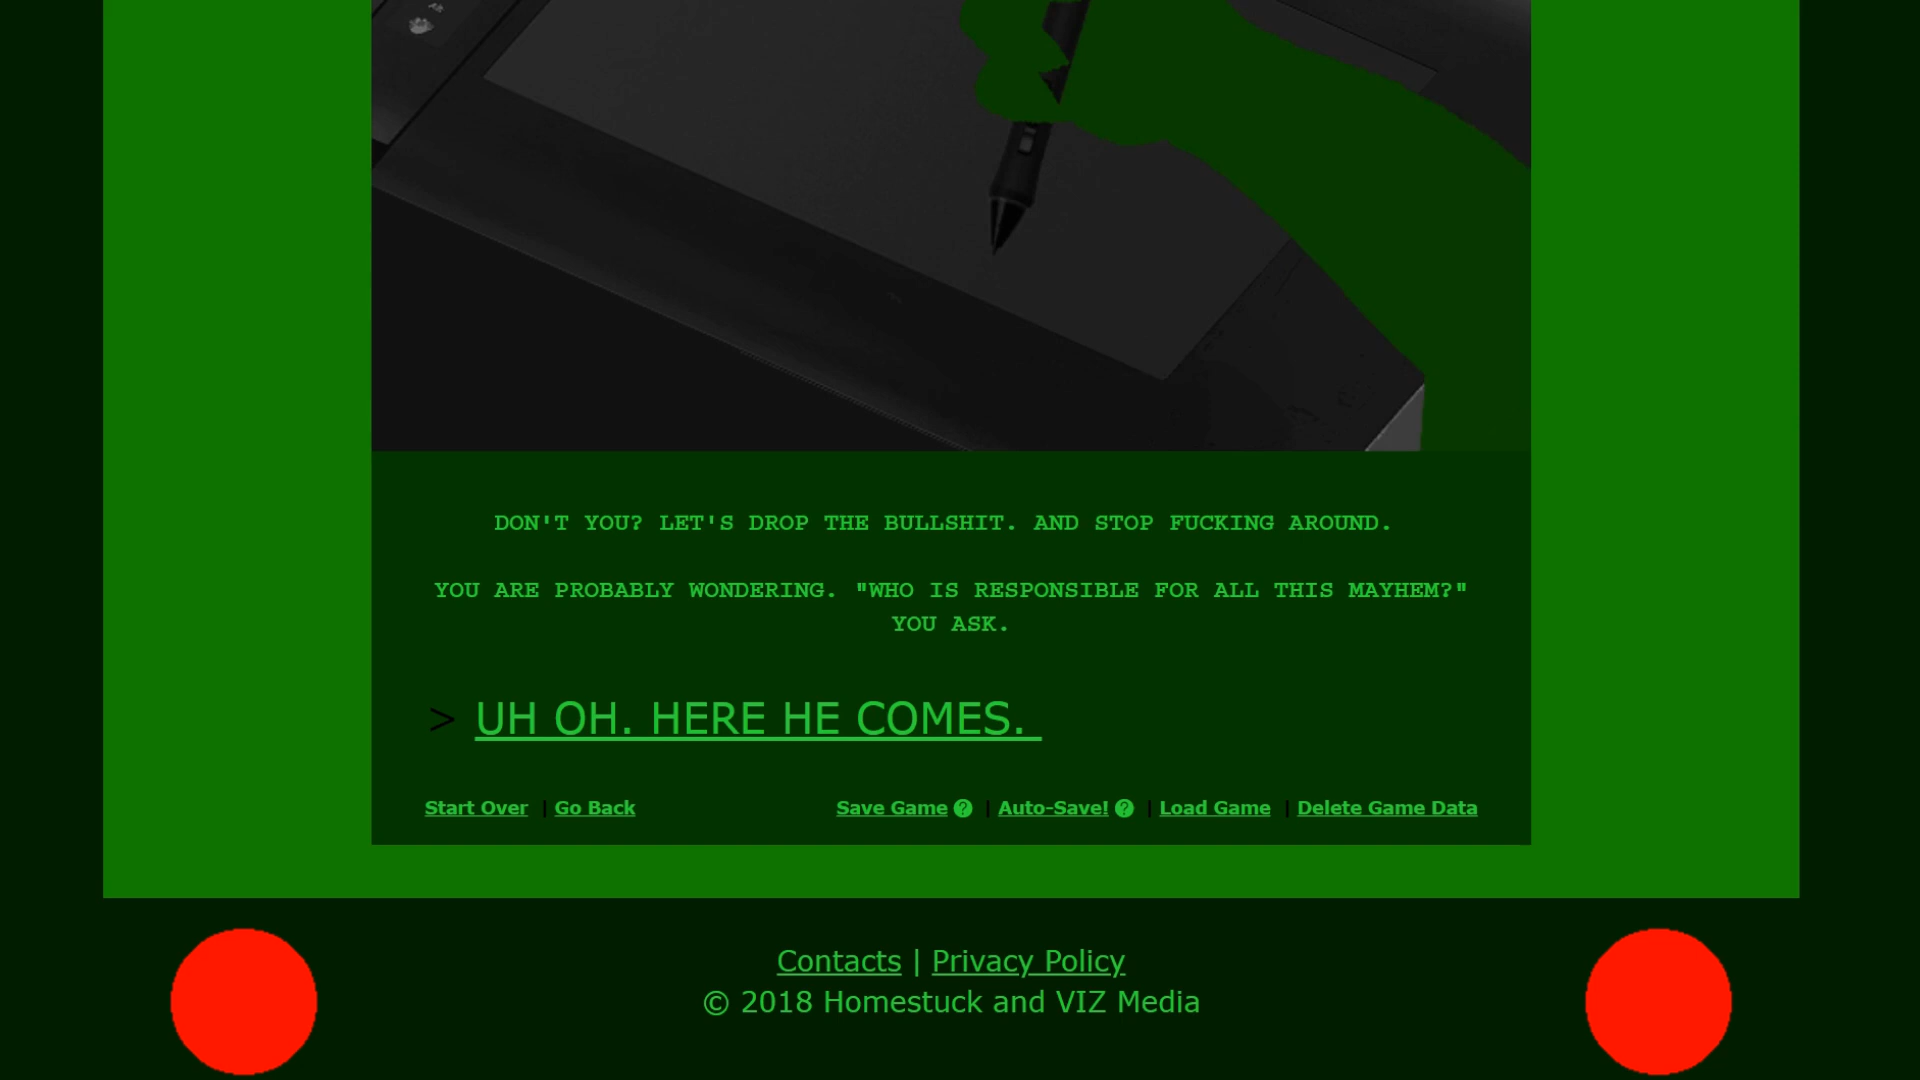 DON'T YOU? LET'S DROP THE BULLSHIT. AND STOP FUCKING AROUND.
YOU ARE PROBABLY WONDERING. "WHO IS RESPONSIBLE FOR ALL THIS MAYHEM?"
YOU ASK.
> UH OH. HERE HE COMES.
Start Over | Go Back Save Game ? | Auto-Save! ? | Load Game | Delete Game Data
Contacts | Privacy Policy
© 2018 Homestuck and VIZ Media